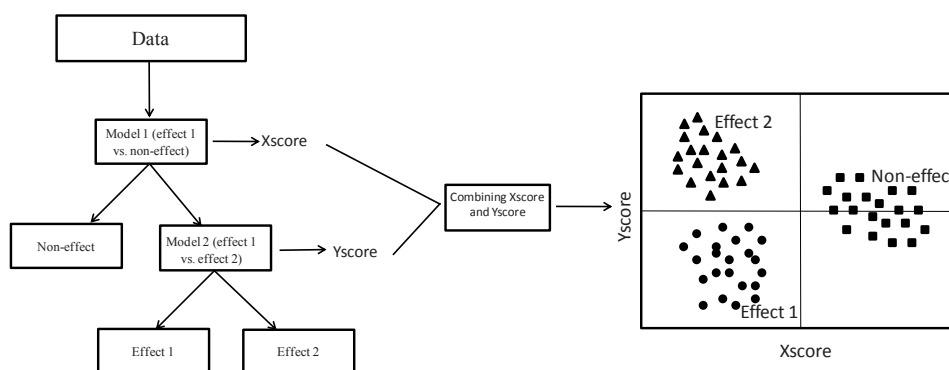 Data
Model 1 (effect 1
vs. non-effect)
Xscore
Non-effect
Model 2 (effect 1
vs. effect 2)
Yscore
Effect 1
Effect 2
Combining Xscore
and Yscore
Effect 2
Non-effec
Effect 1
Yscore
Xscore